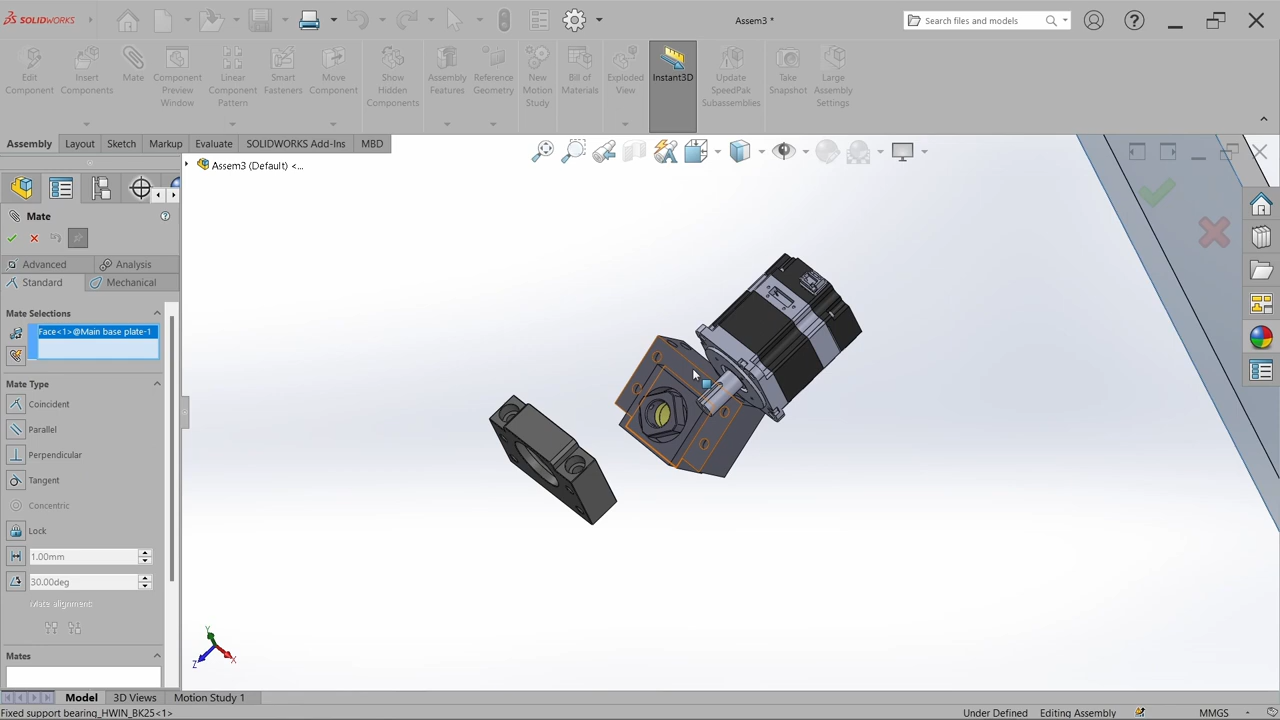 SOLIDWORKS
Assem3 *
Search files and models
Edit Component
Insert Components
Mate
Component Preview Window
Linear Component Pattern
Smart Fasteners
Move Component
Show Hidden Components
Assembly Features
Reference Geometry
New Motion Study
Bill of Materials
Exploded View
Instant3D
Update SpeedPak Subassemblies
Take Snapshot
Large Assembly Settings
Assembly Layout Sketch Markup Evaluate SOLIDWORKS Add-Ins MBD
Assem3 (Default) <...
Mate
Advanced Analysis
Standard Mechanical
Mate Selections
Face<1>@Main base plate-1
Mate Type
Coincident
Parallel
Perpendicular
Tangent
Concentric
Lock
1.00mm
30.00deg
Mate alignment:
Mates
Y
Z X
Model 3D Views Motion Study 1
Fixed support bearing_HWIN_BK25<1> Under Defined Editing Assembly MMGS